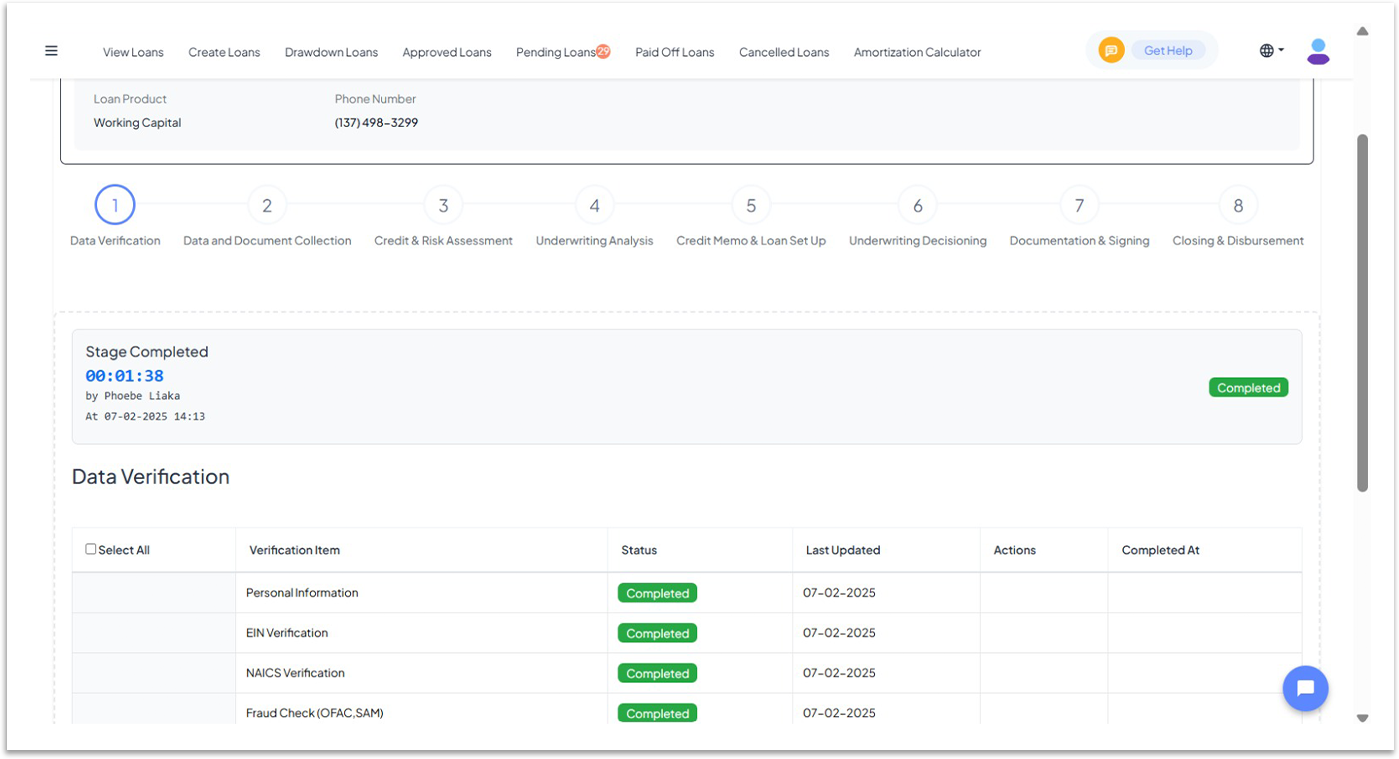 View Loans Create Loans Drawdown Loans Approved Loans Pending Loans 29 Paid Off Loans Cancelled Loans Amortization Calculator Get Help
Loan Product Phone Number
Working Capital (137) 498-3299
1 2 3 4 5 6 7 8
Data Verification Data and Document Collection Credit & Risk Assessment Underwriting Analysis Credit Memo & Loan Set Up Underwriting Decisioning Documentation & Signing Closing & Disbursement
Stage Completed
00:01:38
Completed
by Phoebe Liaka
At 07-02-2025 14:13
Data Verification
Select All Verification Item Status Last Updated Actions Completed At
Personal Information Completed 07-02-2025
EIN Verification Completed 07-02-2025
NAICS Verification Completed 07-02-2025
Fraud Check (OFAC,SAM) Completed 07-02-2025